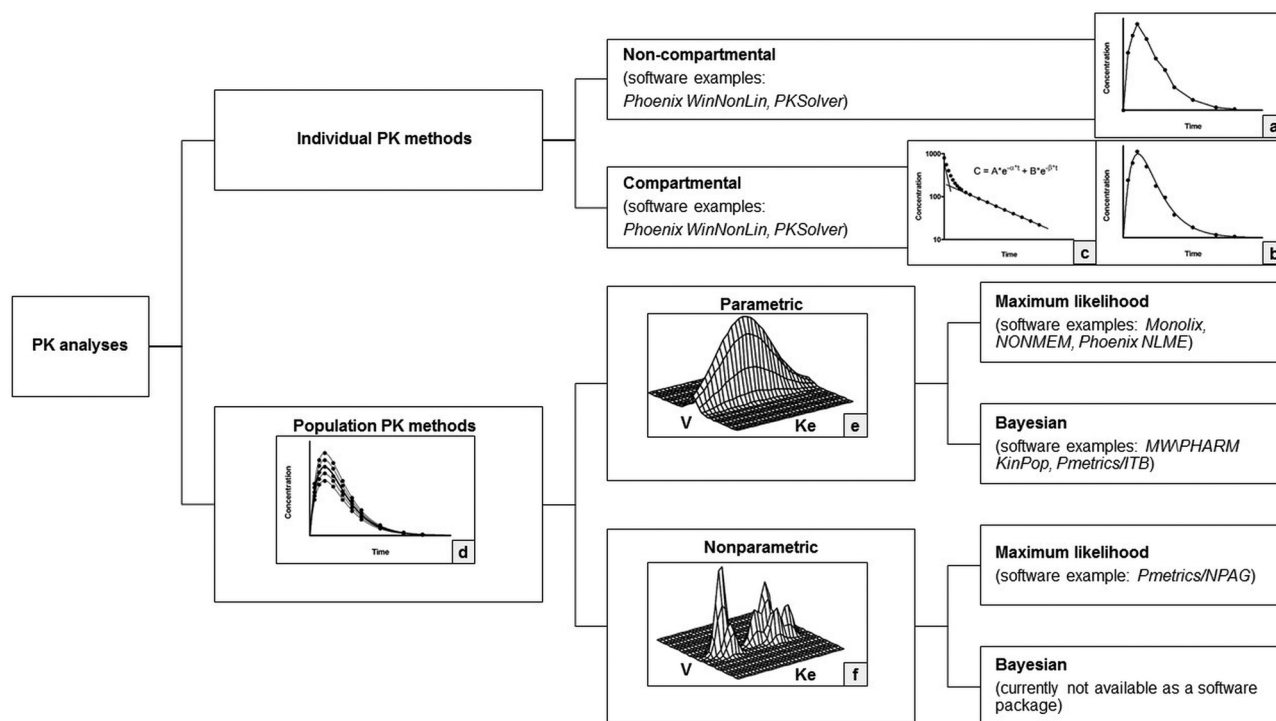 PK analyses
Individual PK methods
Non-compartmental
(software examples:
Phoenix WinNonLin, PKSolver)
Concentration
Time
a
Compartmental
(software examples:
Phoenix WinNonLin, PKSolver)
1000
100
10
Concentration
C = A*e-α*t + B*e-β*t
Time
c
Concentration
Time
b
Population PK methods
Concentration
Time
d
Parametric
V
Ke
e
Maximum likelihood
(software examples: Monolix,
NONMEM, Phoenix NLME)
Bayesian
(software examples: MW\PHARM
KinPop, Pmetrics/ITB)
Nonparametric
V
Ke
f
Maximum likelihood
(software example: Pmetrics/NPAG)
Bayesian
(currently not available as a software
package)